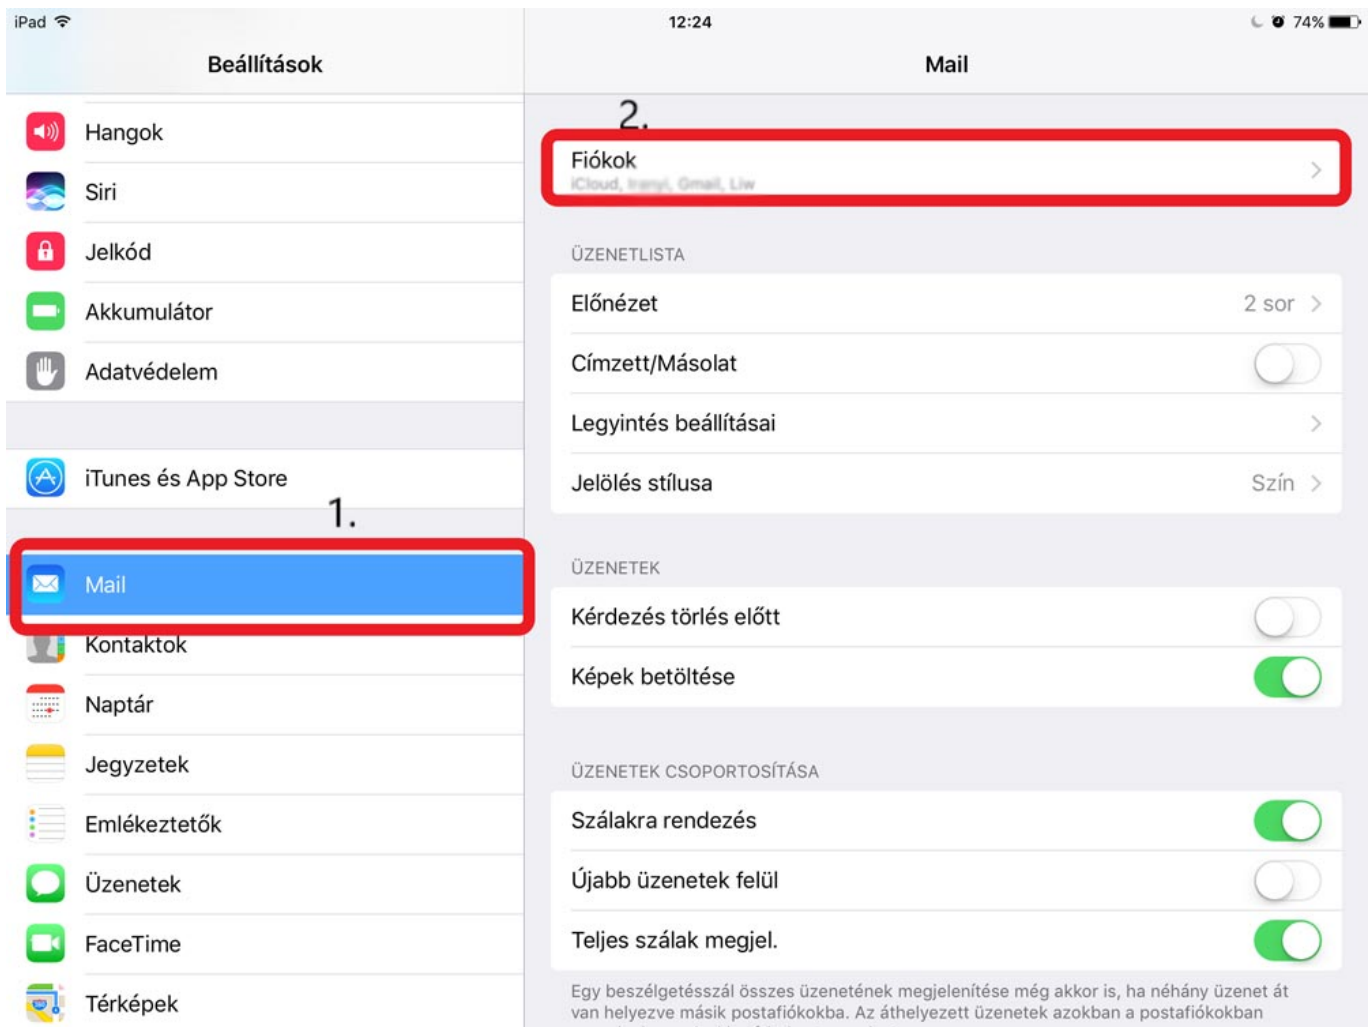 iPad
12:24
74%
Beállítások
Mail
Hangok
Siri
Jelkód
Akkumulátor
Adatvédelem
iTunes és App Store
1.
Mail
Kontaktok
Naptár
Jegyzetek
Emlékeztetők
Üzenetek
FaceTime
Térképek
2.
Fiókok
iCloud, Iranyi, Gmail, Liw
ÜZENETLISTA
Előnézet 2 sor
Címzett/Másolat
Legyintés beállításai
Jelölés stílusa Szín
ÜZENETEK
Kérdezés törlés előtt
Képek betöltése
ÜZENETEK CSOPORTOSÍTÁSA
Szálakra rendezés
Újabb üzenetek felül
Teljes szálak megjel.
Egy beszélgetésszál összes üzenetének megjelenítése még akkor is, ha néhány üzenet át
van helyezve másik postafiókokba. Az áthelyezett üzenetek azokban a postafiókokban